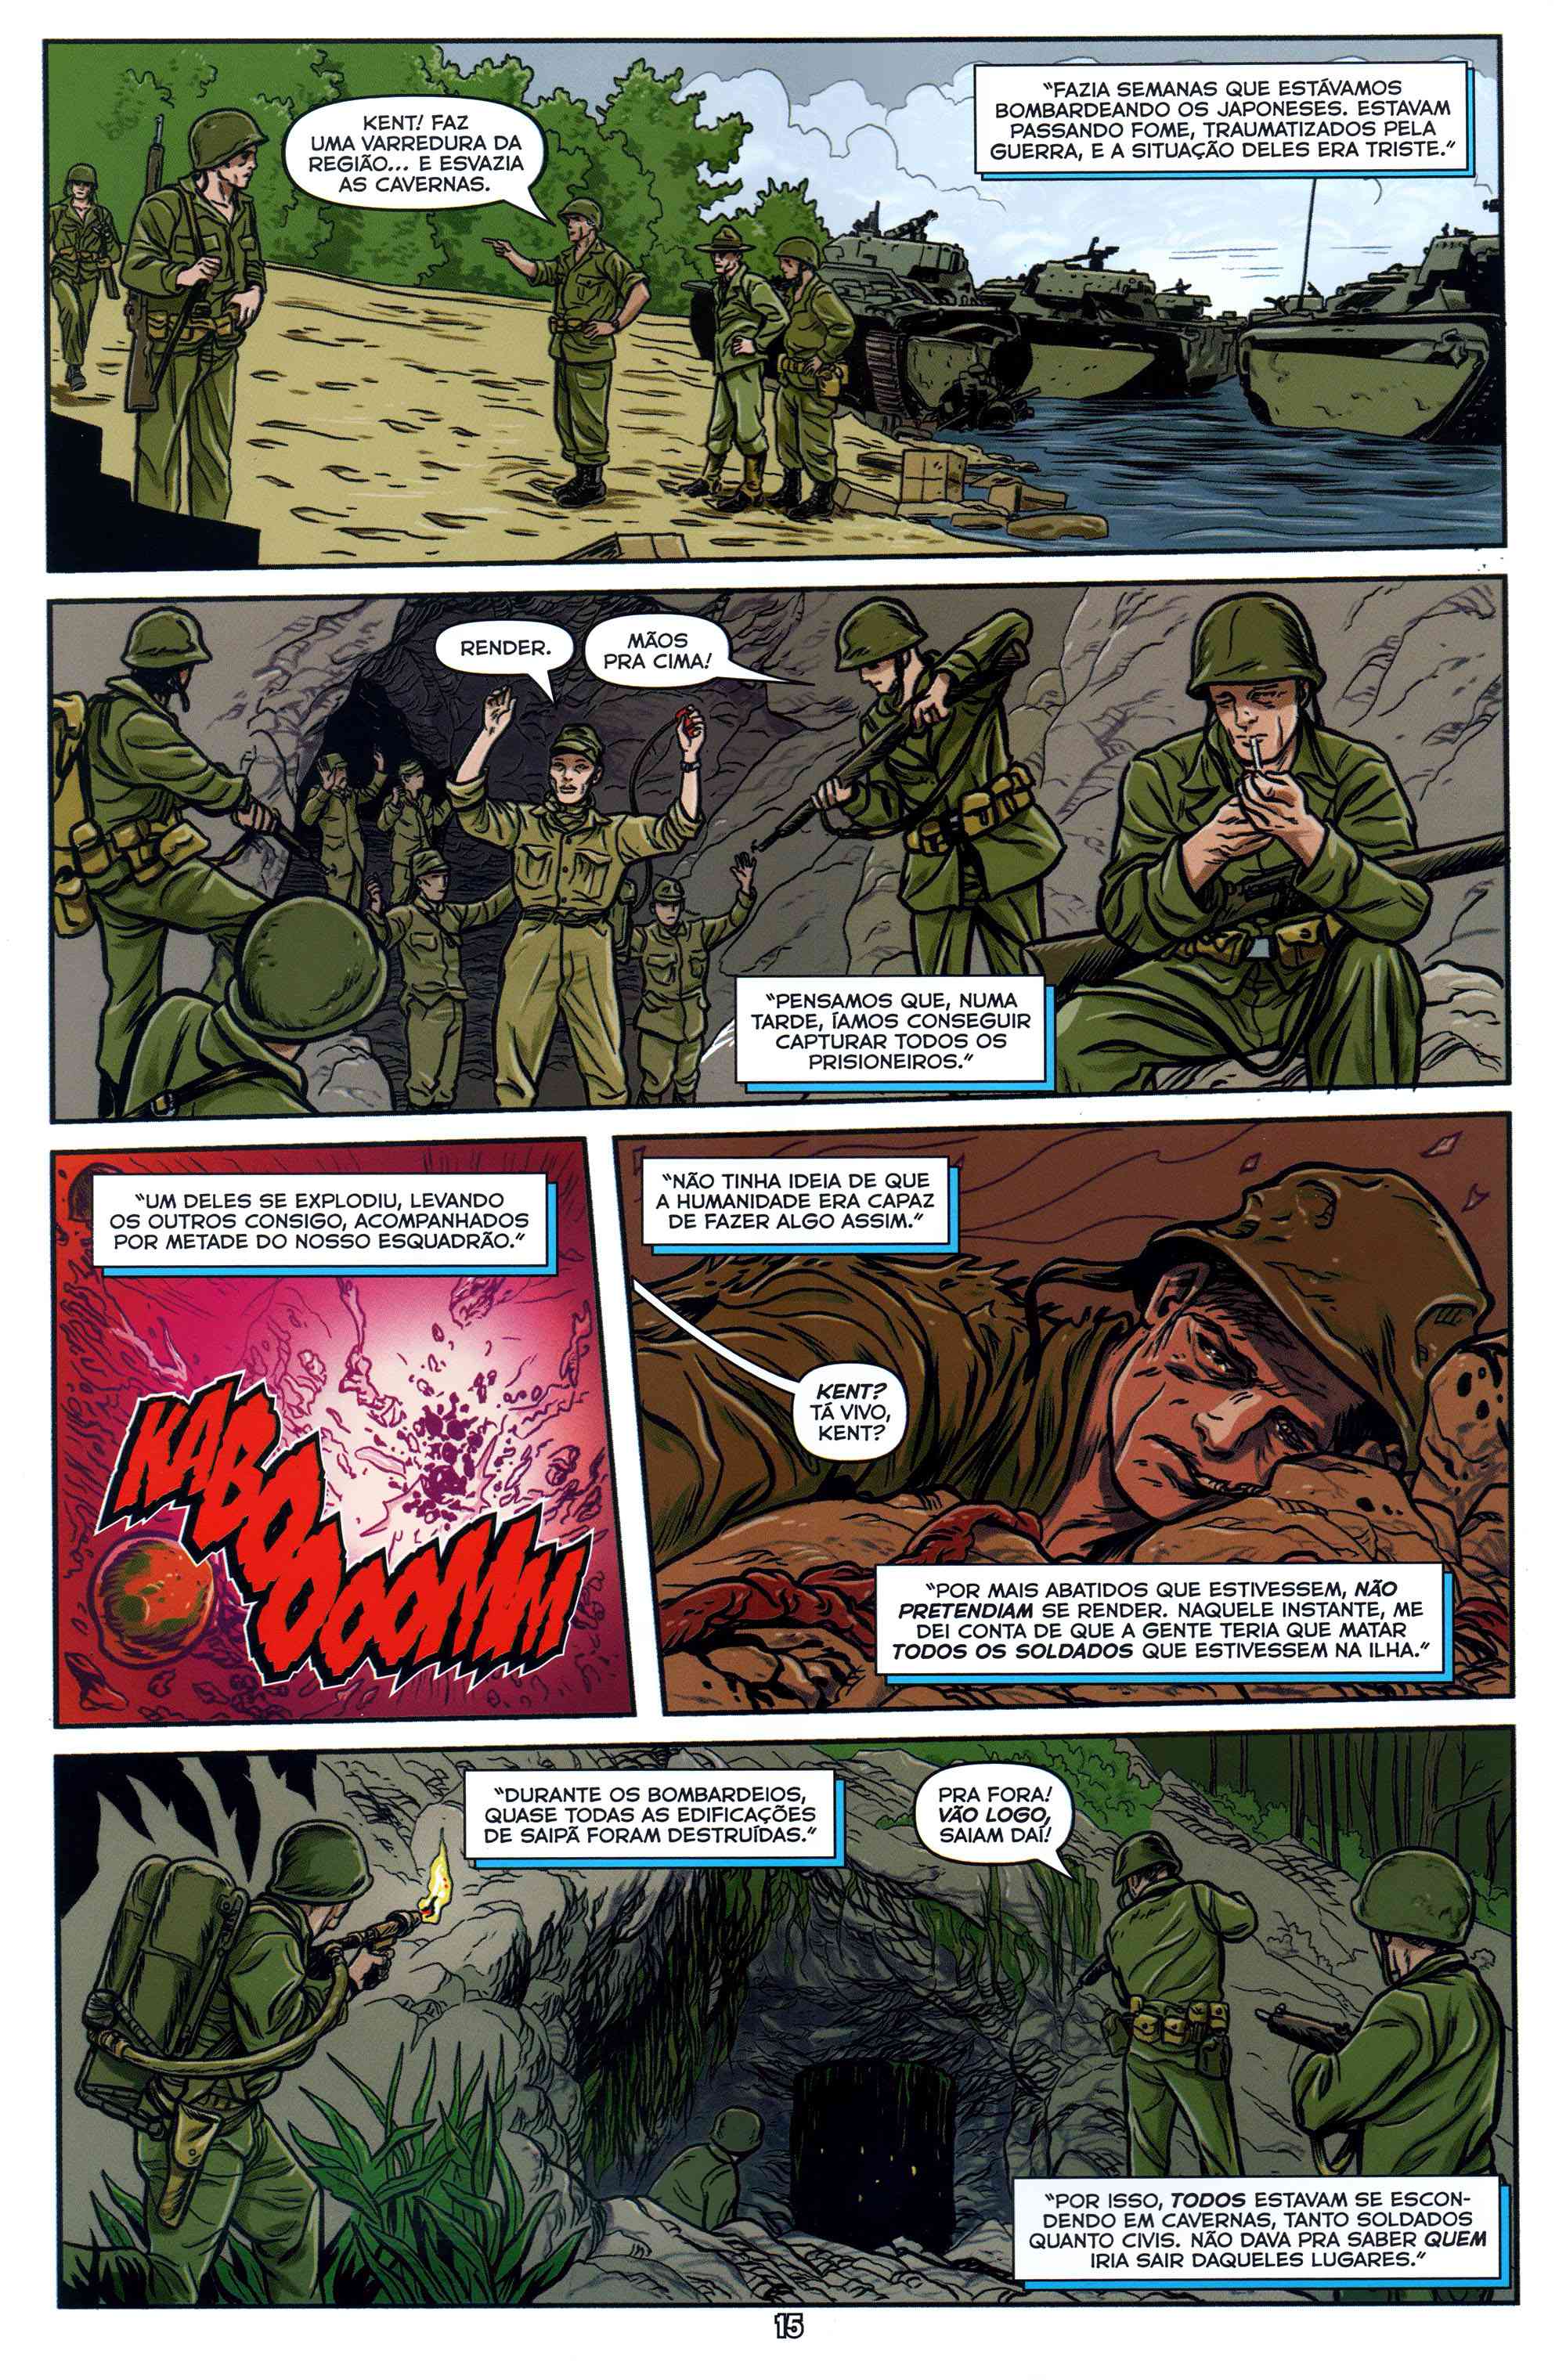 KENT! FAZ
UMA VARREDURA DA
REGIÃO... E ESVAZIA
AS CAVERNAS.
"FAZIA SEMANAS QUE ESTÁVAMOS
BOMBARDEANDO OS JAPONESES. ESTAVAM
PASSANDO FOME, TRAUMATIZADOS PELA
GUERRA, E A SITUAÇÃO DELES ERA TRISTE."
RENDER.
MÃOS
PRA CIMA!
"PENSAMOS QUE, NUMA
TARDE, ÍAMOS CONSEGUIR
CAPTURAR TODOS OS
PRISIONEIROS."
"UM DELES SE EXPLODIU, LEVANDO
OS OUTROS CONSIGO, ACOMPANHADOS
POR METADE DO NOSSO ESQUADRÃO."
KABOOOOOMMM
"NÃO TINHA IDEIA DE QUE
A HUMANIDADE ERA CAPAZ
DE FAZER ALGO ASSIM."
KENT?
TÁ VIVO,
KENT?
"POR MAIS ABATIDOS QUE ESTIVESSEM, NÃO
PRETENDIAM SE RENDER. NAQUELE INSTANTE, ME
DEI CONTA DE QUE A GENTE TERIA QUE MATAR
TODOS OS SOLDADOS QUE ESTIVESSEM NA ILHA."
"DURANTE OS BOMBARDEIOS,
QUASE TODAS AS EDIFICAÇÕES
DE SAIPÃ FORAM DESTRUÍDAS."
PRA FORA!
VÃO LOGO,
SAIAM DAÍ!
"POR ISSO, TODOS ESTAVAM SE ESCON-
DENDO EM CAVERNAS, TANTO SOLDADOS
QUANTO CIVIS. NÃO DAVA PRA SABER QUEM
IRIA SAIR DAQUELES LUGARES."
15